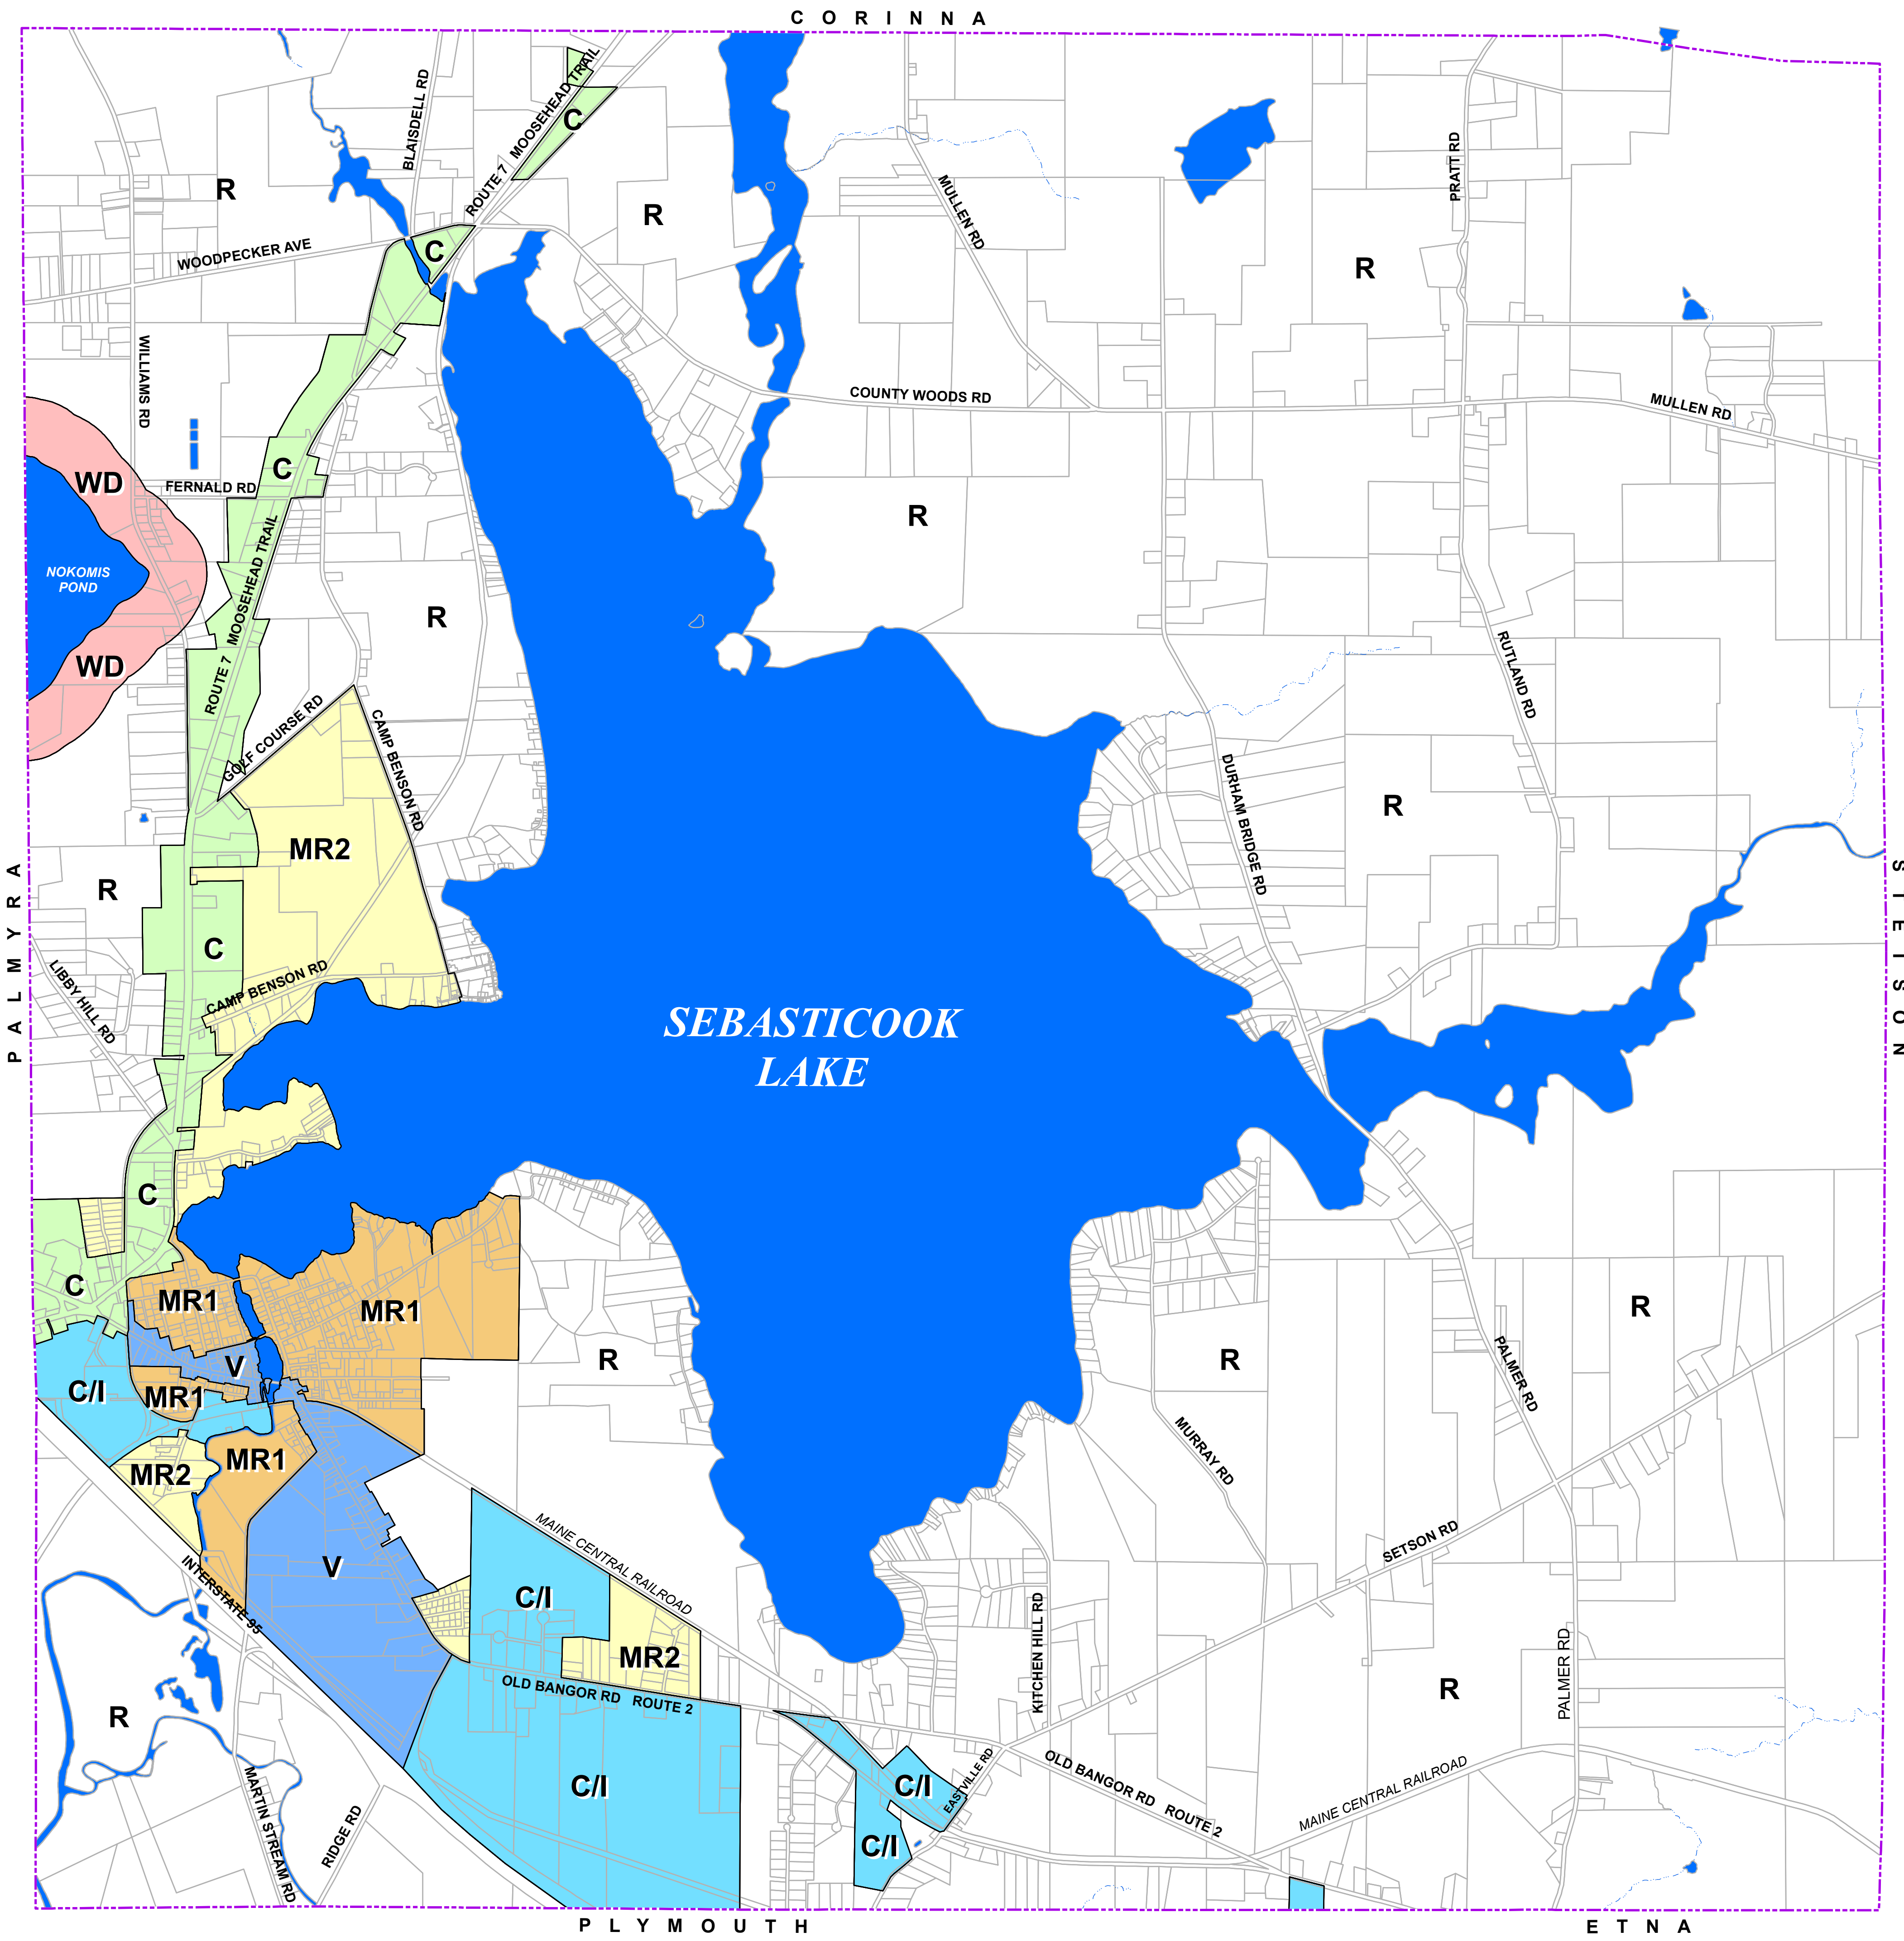 CORINNA
BLAISDELL RD
ROUTE 7 MOOSEHEAD TRAIL
C
R
R
WOODPECKER AVE
C
MULLEN RD
PRATT RD
R
WILLIAMS RD
COUNTY WOODS RD
MULLEN RD
WD
FERNALD RD
C
R
NOKOMIS
POND
ROUTE 7 MOOSEHEAD TRAIL
R
WD
RUTLAND RD
GOLF COURSE RD
CAMP BENSON RD
DURHAM BRIDGE RD
R
MR2
PALMYRA
STETSON
R
C
LIBBY HILL RD
CAMP BENSON RD
SEBASTICOOK
LAKE
C
C
MR1
MR1
R
V
R
R
C/I
MR1
PALMER RD
MR2
MR1
MURRAY RD
SETSON RD
MAINE CENTRAL RAILROAD
V
C/I
INTERSTATE 95
KITCHEN HILL RD
MR2
PALMER RD
OLD BANGOR RD ROUTE 2
R
R
C/I
C/I
EASTVILLE RD
OLD BANGOR RD ROUTE 2
MAINE CENTRAL RAILROAD
C/I
MARTIN STREAM RD
RIDGE RD
PLYMOUTH
ETNA